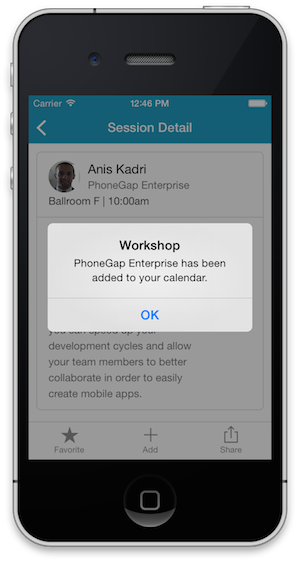 Carrier 12:46 PM
Session Detail
Anis Kadri
PhoneGap Enterprise
Ballroom F | 10:00am
Workshop
PhoneGap Enterprise has been
added to your calendar.
OK
you can speed up your
development cycles and allow
your team members to better
collaborate in order to easily
create mobile apps.
Favorite Add Share